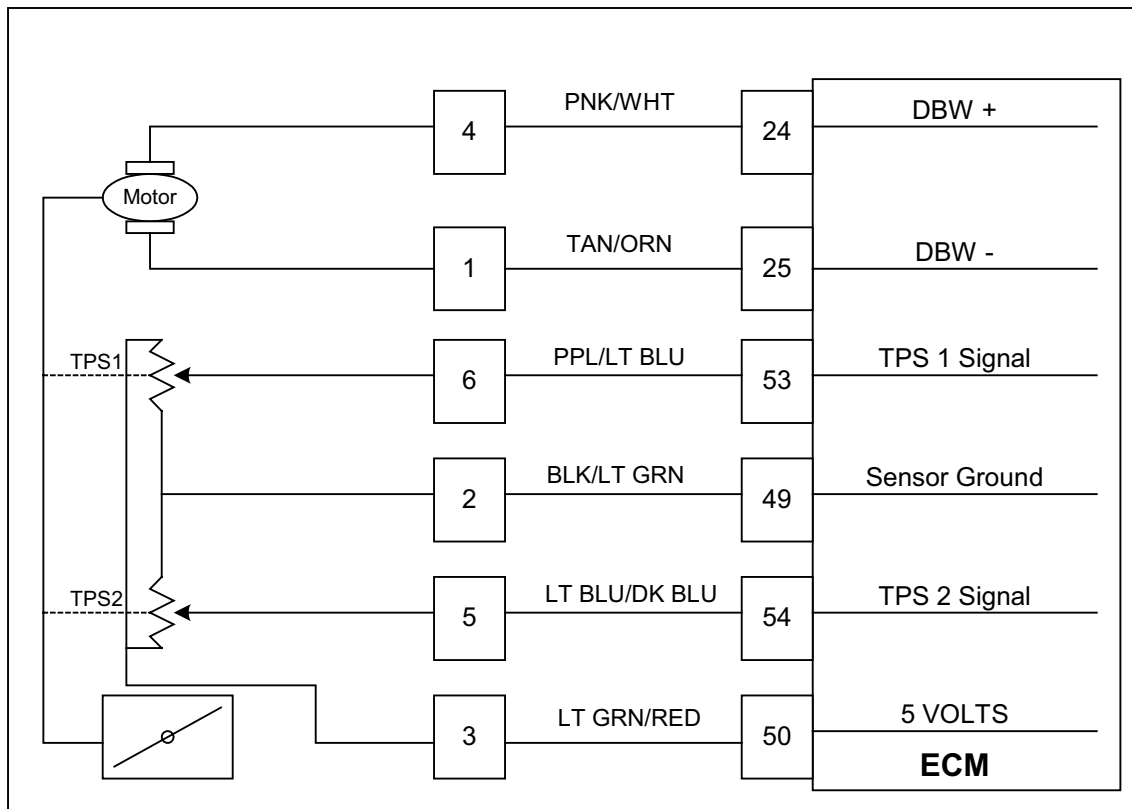 PNK/WHT
4
24
DBW +
Motor
TAN/ORN
1
25
DBW -
TPS1
PPL/LT BLU
6
53
TPS 1 Signal
BLK/LT GRN
2
49
Sensor Ground
TPS2
LT BLU/DK BLU
5
54
TPS 2 Signal
LT GRN/RED
3
50
5 VOLTS
ECM